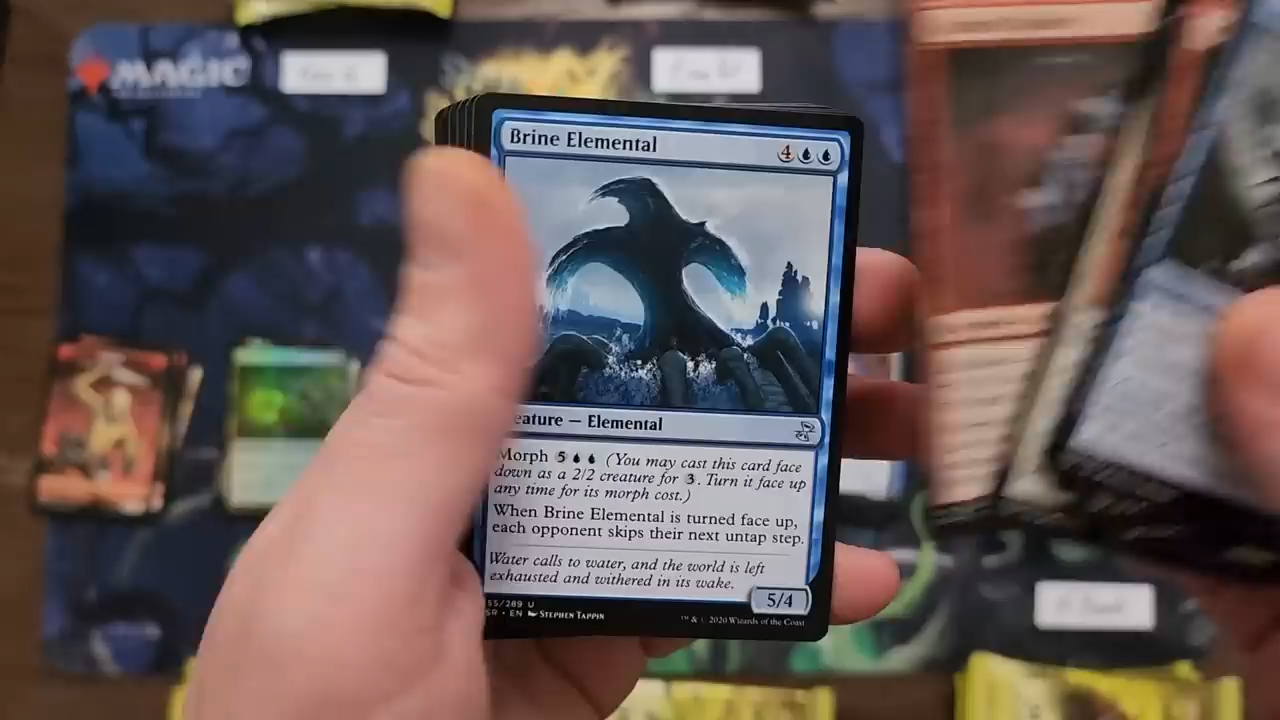 MAGIC
Brine Elemental
4
eature — Elemental
Morph 5 (You may cast this card face
down as a 2/2 creature for 3. Turn it face up
any time for its morph cost.)
When Brine Elemental is turned face up,
each opponent skips their next untap step.
Water calls to water, and the world is left
exhausted and withered in its wake.
5/4
55/289 U
SR • EN Stephen Tappin
™ & © 2020 Wizards of the Coast